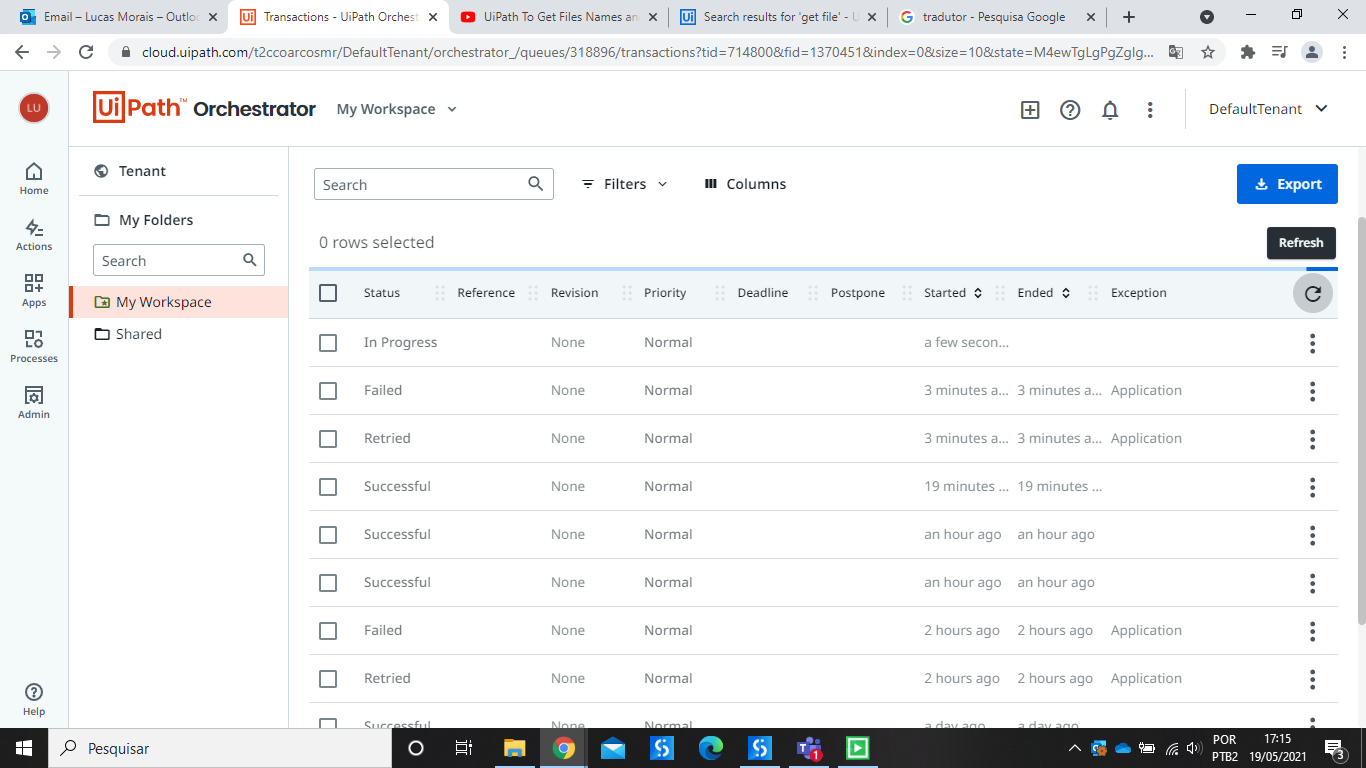 Email – Lucas Morais – Outlo
Transactions - UiPath Orchest
UiPath To Get Files Names an
Search results for 'get file' - U
tradutor - Pesquisa Google
cloud.uipath.com/t2ccoarcosmr/DefaultTenant/orchestrator_/queues/318896/transactions?tid=714800&fid=1370451&index=0&size=10&state=M4ewTgLgPgZglg...
LU
UiPath™ Orchestrator
My Workspace
DefaultTenant
Home
Actions
Apps
Processes
Admin
Help
Tenant
My Folders
Search
My Workspace
Shared
Search
Filters
Columns
Export
0 rows selected
Refresh
Status Reference Revision Priority Deadline Postpone Started Ended Exception
In Progress None Normal a few secon...
Failed None Normal 3 minutes a... 3 minutes a... Application
Retried None Normal 3 minutes a... 3 minutes a... Application
Successful None Normal 19 minutes ... 19 minutes ...
Successful None Normal an hour ago an hour ago
Successful None Normal an hour ago an hour ago
Failed None Normal 2 hours ago 2 hours ago Application
Retried None Normal 2 hours ago 2 hours ago Application
Successful None Normal a day ago a day ago
Pesquisar
1
POR
PTB2
17:15
19/05/2021
3